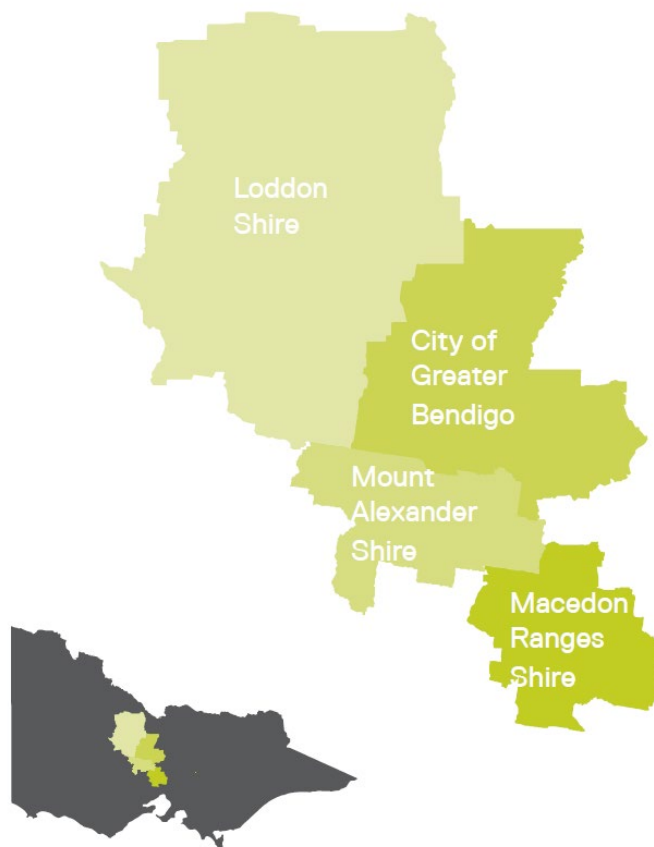 Loddon
Shire
City of
Greater
Bendigo
Mount
Alexander
Shire
Macedon
Ranges
Shire